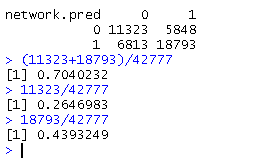 network.pred 0 1
0 11323 5848
1 6813 18793
> (11323+18793)/42777
[1] 0.7040232
> 11323/42777
[1] 0.2646983
> 18793/42777
[1] 0.4393249
>